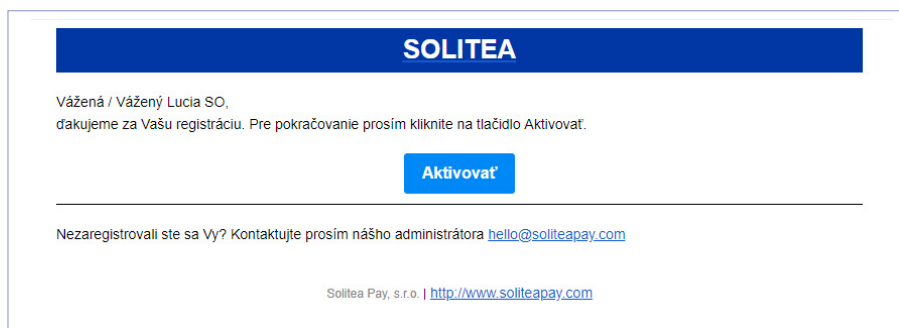 SOLITEA
Vážená / Vážený Lucia SO,
ďakujeme za Vašu registráciu. Pre pokračovanie prosím kliknite na tlačidlo Aktivovať.
Aktivovať
Nezaregistrovali ste sa Vy? Kontaktujte prosím nášho administrátora hello@soliteapay.com
Solitea Pay, s.r.o. | http://www.soliteapay.com